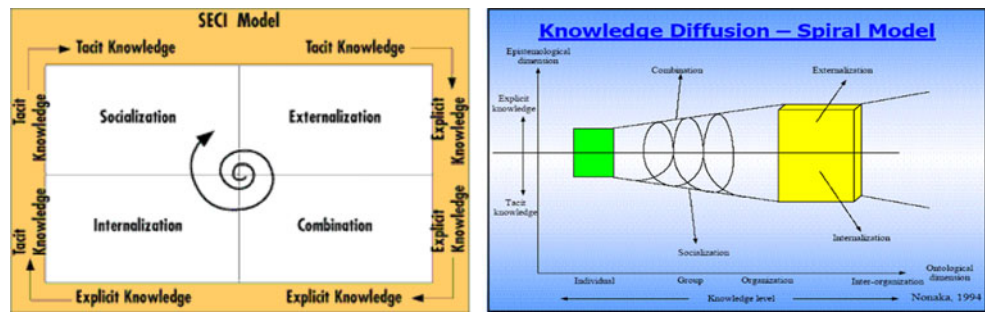 SECI Model
Tacit Knowledge
Tacit Knowledge
Tacit
Knowledge
Explicit
Knowledge
Socialization
Externalization
Internalization
Combination
Tacit
Knowledge
Explicit
Knowledge
Explicit Knowledge
Explicit Knowledge
Knowledge Diffusion – Spiral Model
Epistemological
dimension
Combination
Externalization
Explicit
knowledge
Tacit
knowledge
Socialization
Internalization
Individual
Group
Organization
Inter-organization
Ontological
dimension
Knowledge level
Nonaka, 1994